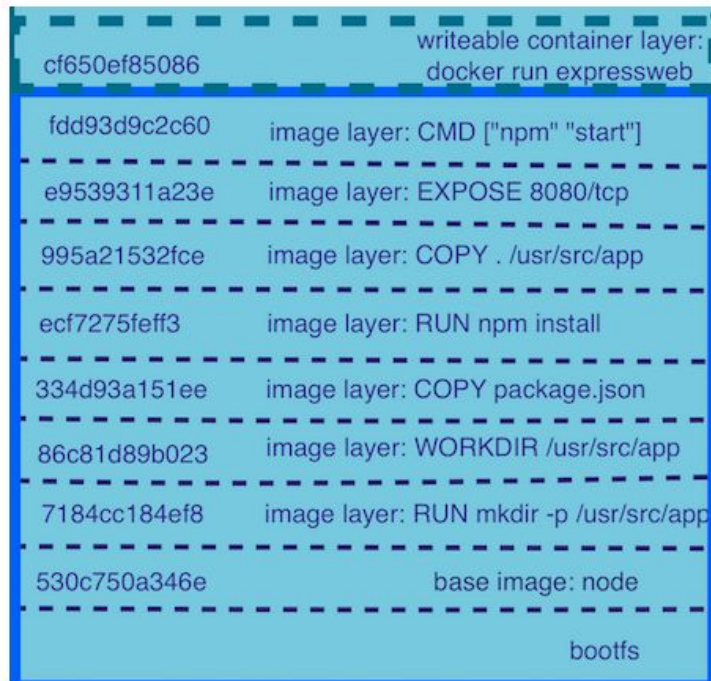 writeable container layer:
cf650ef85086 docker run expressweb
fdd93d9c2c60 image layer: CMD ["npm" "start"]
e9539311a23e image layer: EXPOSE 8080/tcp
995a21532fce image layer: COPY . /usr/src/app
ecf7275feff3 image layer: RUN npm install
334d93a151ee image layer: COPY package.json
86c81d89b023 image layer: WORKDIR /usr/src/app
7184cc184ef8 image layer: RUN mkdir -p /usr/src/app
530c750a346e base image: node
bootfs